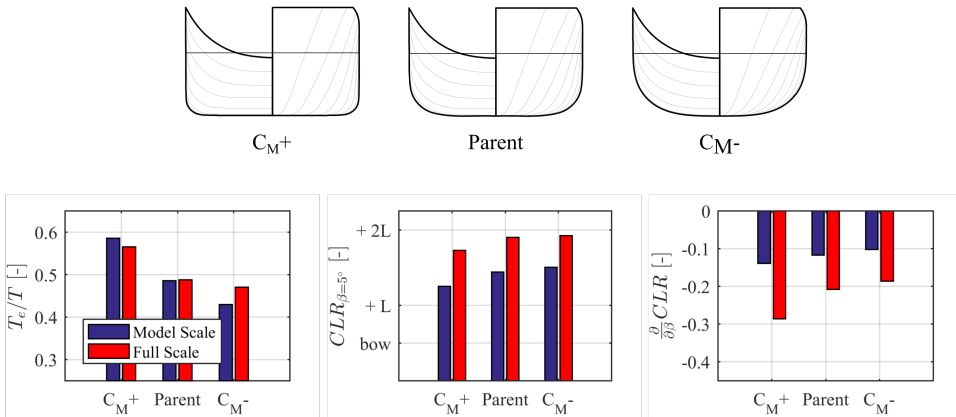 C_M+ Parent C_M-
T_e/T [-]
0.6
0.5
0.4
0.3
Model Scale
Full Scale
C_M+ Parent C_M-
CLR_{β=5°} [-]
+ 2L
+ L
bow
C_M+ Parent C_M-
∂/∂β CLR [-]
0
-0.1
-0.2
-0.3
-0.4
C_M+ Parent C_M-